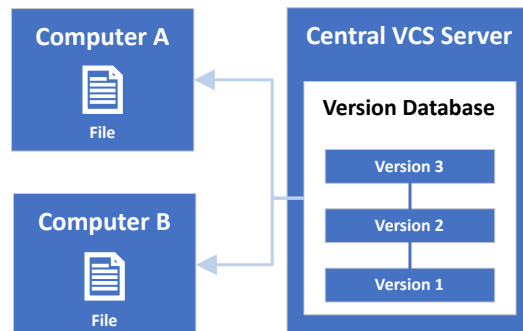 Computer A
File
Computer B
File
Central VCS Server
Version Database
Version 3
Version 2
Version 1